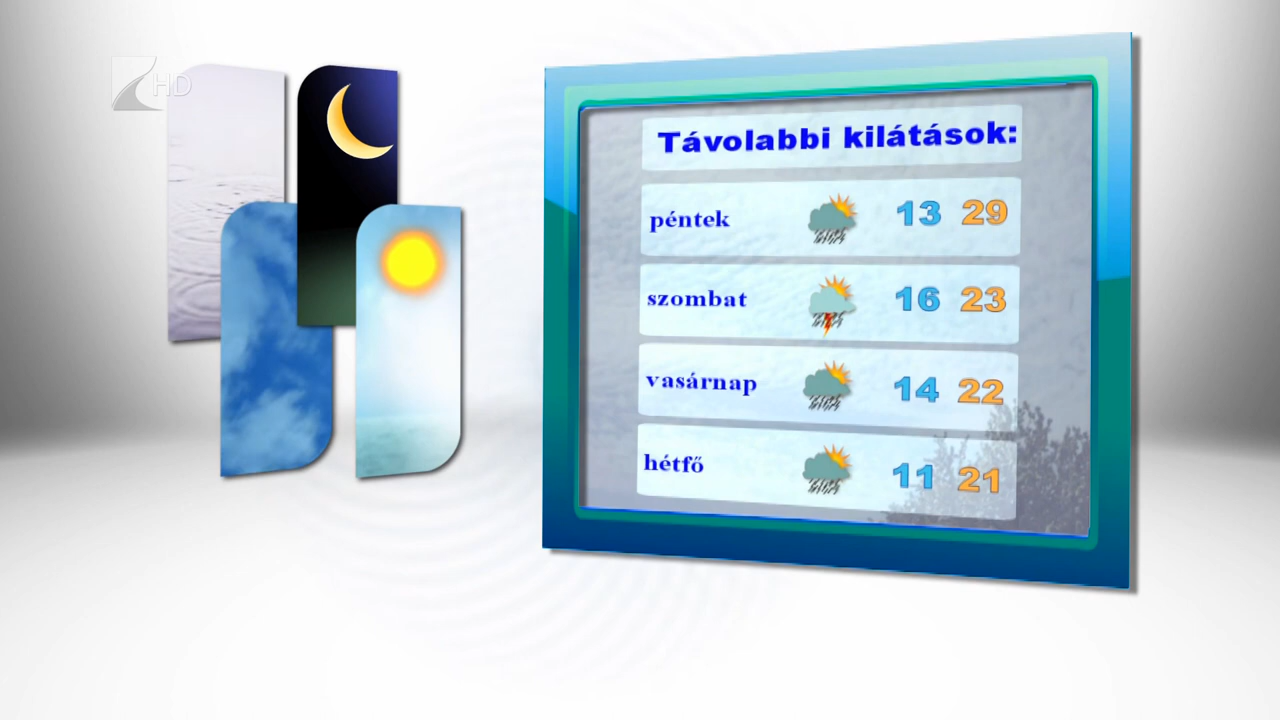 HD
Távolabbi kilátások:
péntek 13 29
szombat 16 23
vasárnap 14 22
hétfő 11 21